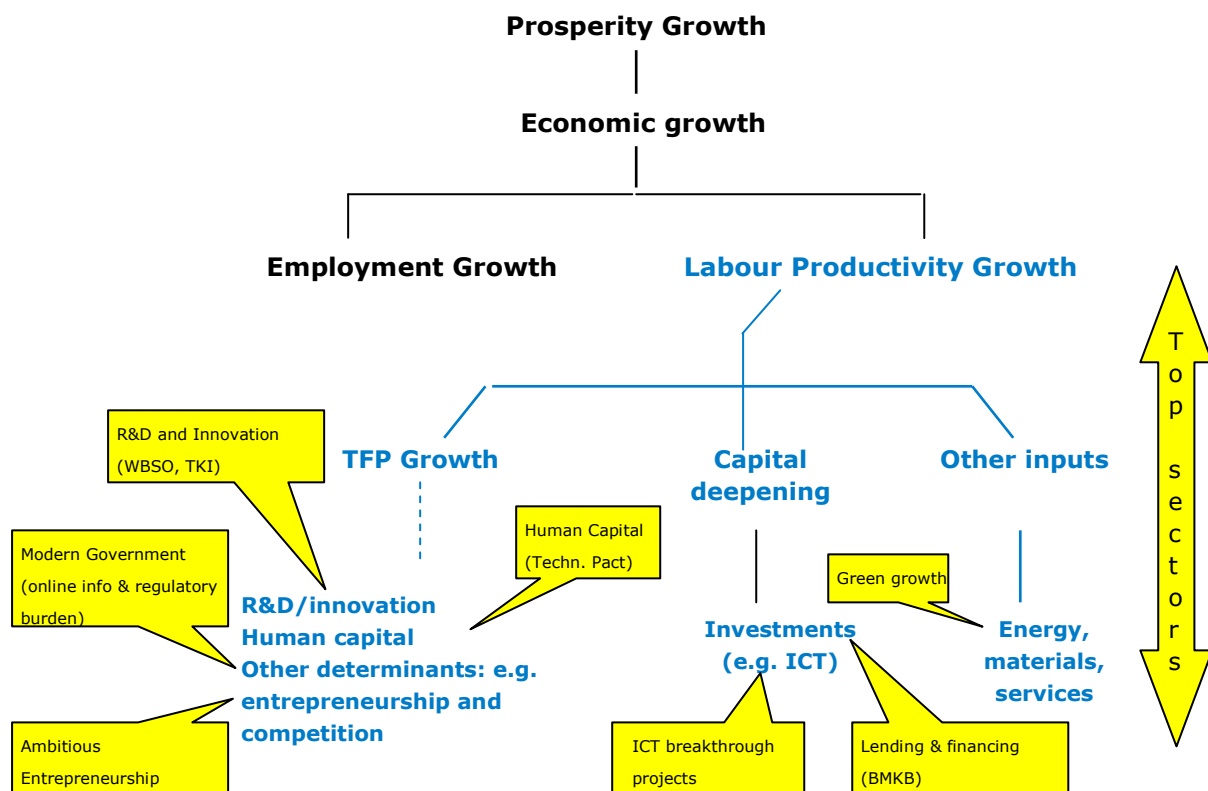 Prosperity Growth
Economic growth
Employment Growth
Labour Productivity Growth
Top sectors
R&D and Innovation
(WBSO, TKI)
TFP Growth
Capital
deepening
Other inputs
Modern Government
(online info & regulatory
burden)
Human Capital
(Techn. Pact)
Green growth
R&D/innovation
Human capital
Other determinants: e.g.
entrepreneurship and
competition
Investments
(e.g. ICT)
Energy,
materials,
services
Ambitious
Entrepreneurship
ICT breakthrough
projects
Lending & financing
(BMKB)